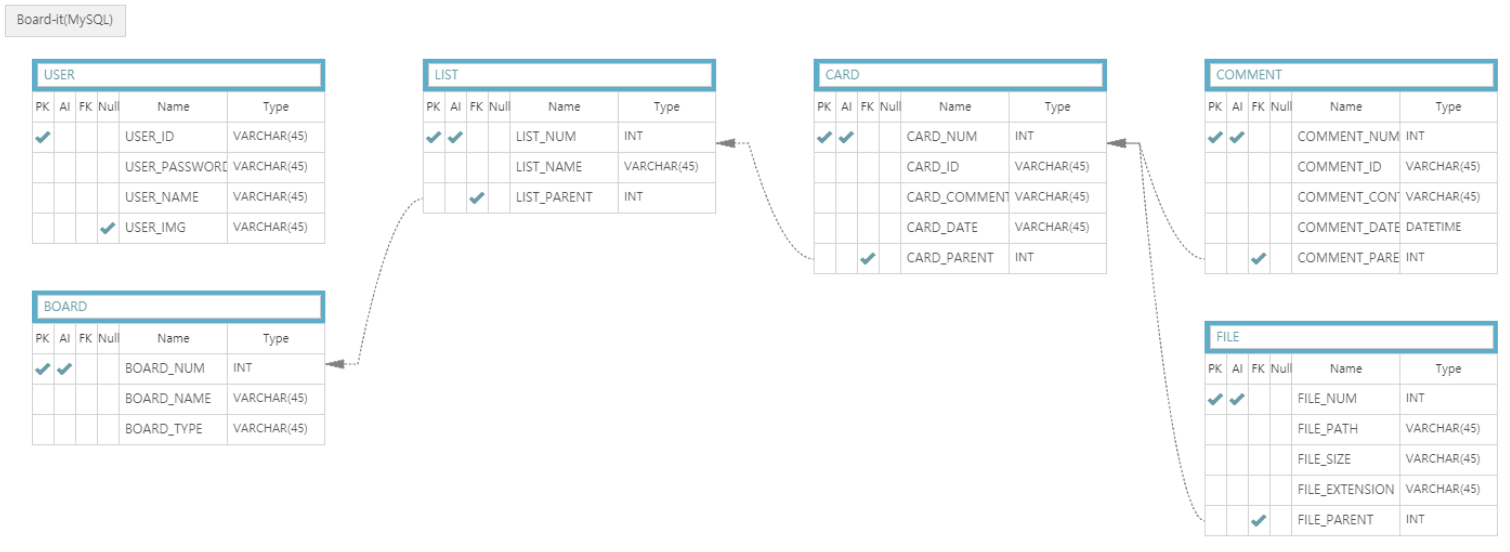 Board-it(MySQL)
USER
PK AI FK Null Name Type
USER_ID VARCHAR(45)
USER_PASSWORD VARCHAR(45)
USER_NAME VARCHAR(45)
USER_IMG VARCHAR(45)
LIST
PK AI FK Null Name Type
LIST_NUM INT
LIST_NAME VARCHAR(45)
LIST_PARENT INT
CARD
PK AI FK Null Name Type
CARD_NUM INT
CARD_ID VARCHAR(45)
CARD_COMMENT VARCHAR(45)
CARD_DATE VARCHAR(45)
CARD_PARENT INT
COMMENT
PK AI FK Null Name Type
COMMENT_NUM INT
COMMENT_ID VARCHAR(45)
COMMENT_CONT VARCHAR(45)
COMMENT_DATE DATETIME
COMMENT_PARE INT
BOARD
PK AI FK Null Name Type
BOARD_NUM INT
BOARD_NAME VARCHAR(45)
BOARD_TYPE VARCHAR(45)
FILE
PK AI FK Null Name Type
FILE_NUM INT
FILE_PATH VARCHAR(45)
FILE_SIZE VARCHAR(45)
FILE_EXTENSION VARCHAR(45)
FILE_PARENT INT